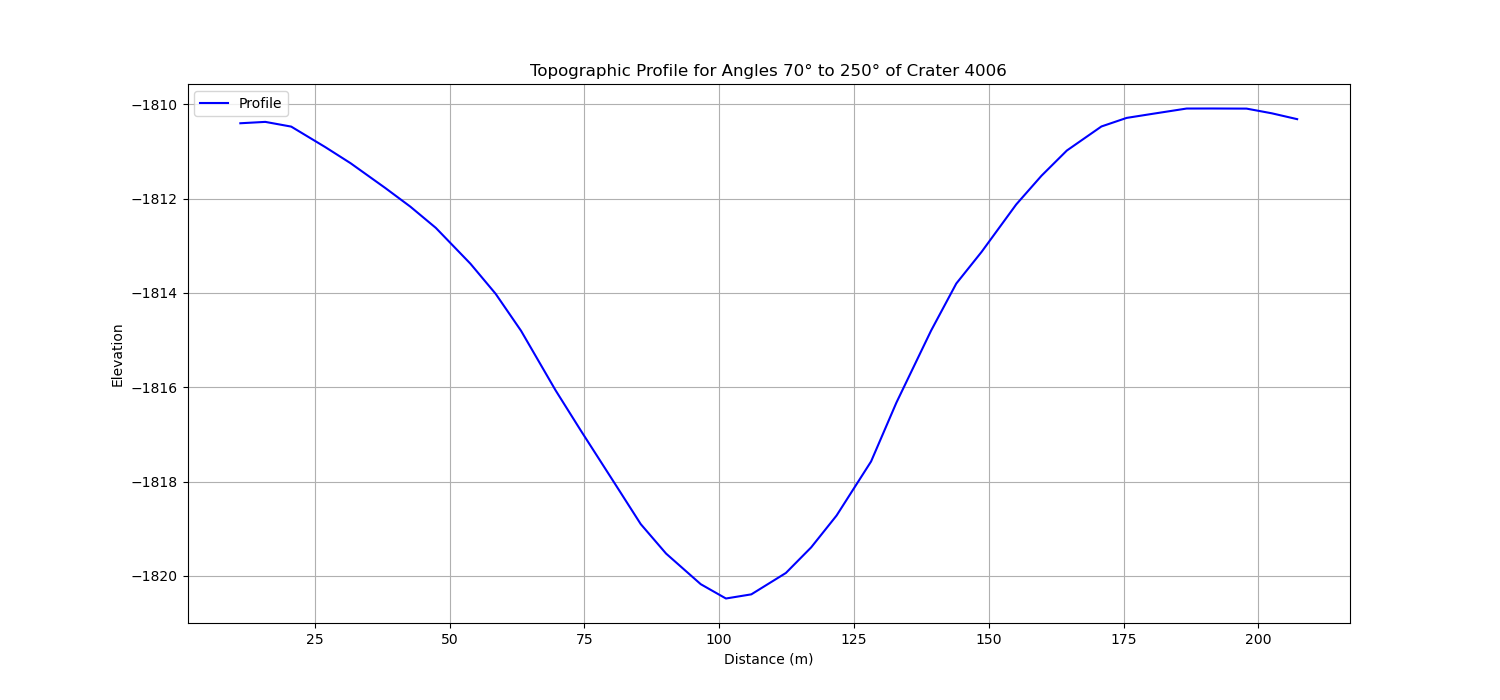 Topographic Profile for Angles 70° to 250° of Crater 4006
Profile
−1810
−1812
−1814
−1816
−1818
−1820
Elevation
25 50 75 100 125 150 175 200
Distance (m)